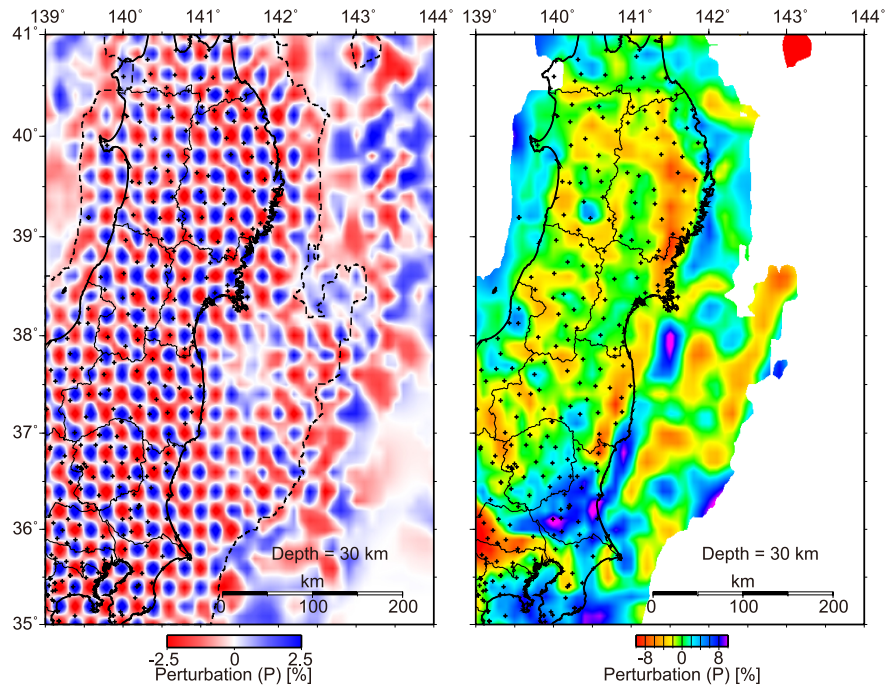 139° 140° 141° 142° 143° 144°
41°
40°
39°
38°
37°
36°
35°
Depth = 30 km
km
0 100 200
-2.5 0 2.5
Perturbation (P) [%]
139° 140° 141° 142° 143° 144°
Depth = 30 km
km
0 100 200
-8 0 8
Perturbation (P) [%]